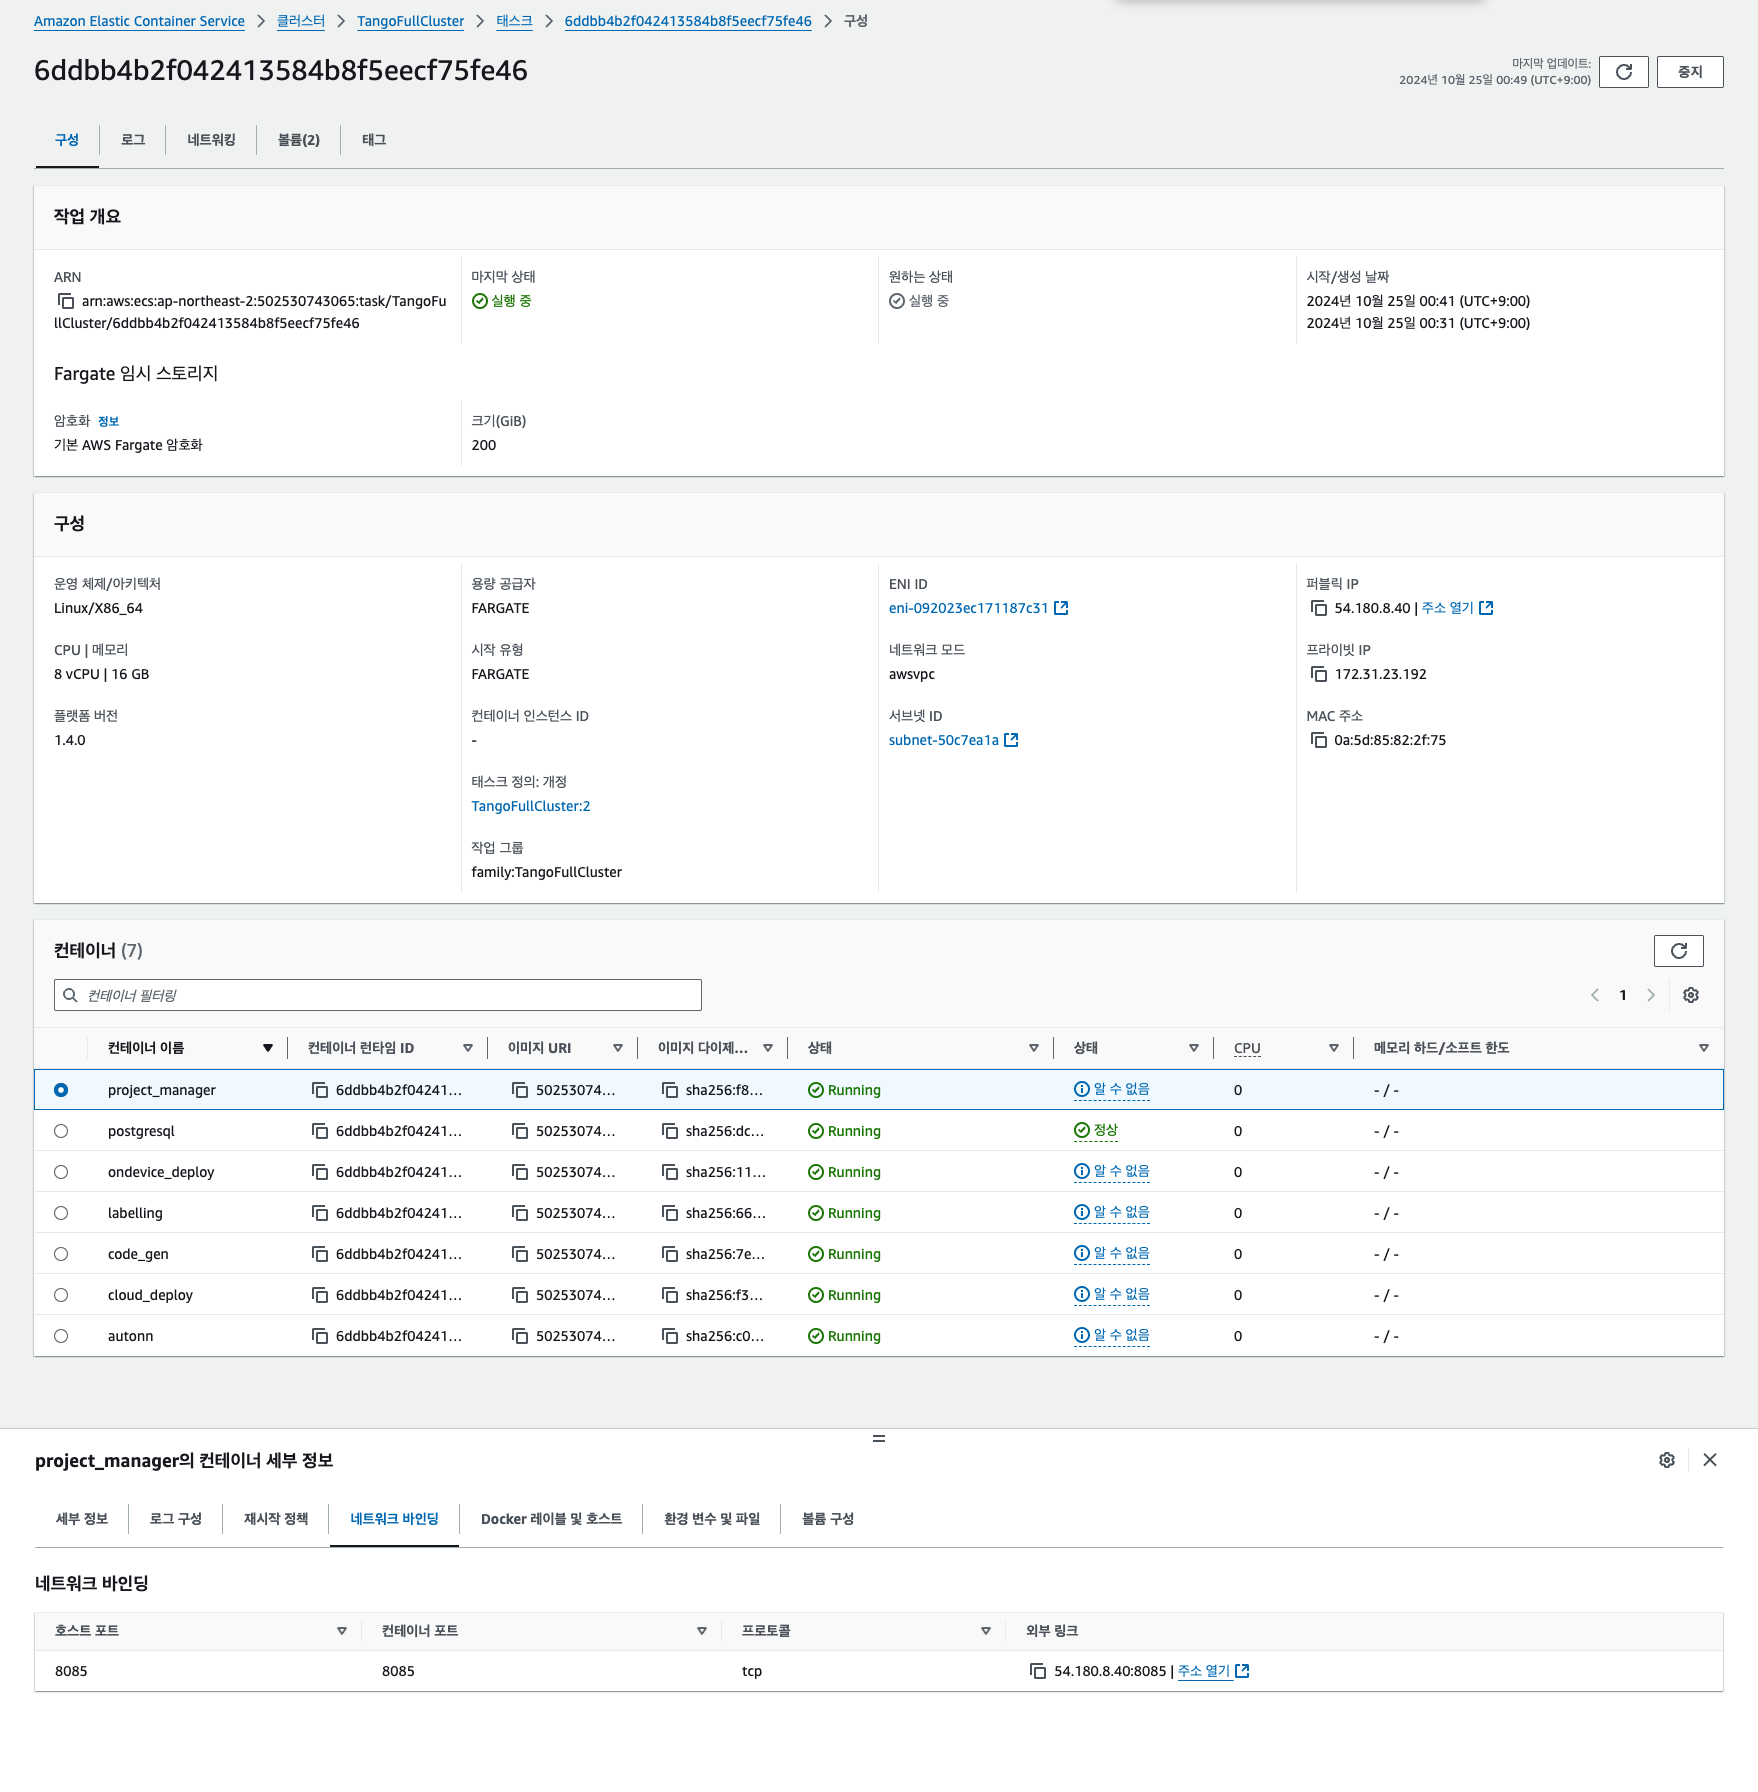 Amazon Elastic Container Service > 클러스터 > TangoFullCluster > 태스크 > 6ddbb4b2f042413584b8f5eecf75fe46 > 구성
6ddbb4b2f042413584b8f5eecf75fe46
마지막 업데이트:
2024년 10월 25일 00:49 (UTC+9:00)
중지
구성 로그 네트워킹 볼륨(2) 태그
작업 개요
ARN
arn:aws:ecs:ap-northeast-2:502530743065:task/TangoFu
llCluster/6ddbb4b2f042413584b8f5eecf75fe46
마지막 상태
실행 중
원하는 상태
실행 중
시작/생성 날짜
2024년 10월 25일 00:41 (UTC+9:00)
2024년 10월 25일 00:31 (UTC+9:00)
Fargate 임시 스토리지
암호화 정보
기본 AWS Fargate 암호화
크기(GiB)
200
구성
운영 체제/아키텍처
Linux/X86_64
CPU | 메모리
8 vCPU | 16 GB
플랫폼 버전
1.4.0
용량 공급자
FARGATE
시작 유형
FARGATE
컨테이너 인스턴스 ID
-
태스크 정의: 개정
TangoFullCluster:2
작업 그룹
family:TangoFullCluster
ENI ID
eni-092023ec171187c31
네트워크 모드
awsvpc
서브넷 ID
subnet-50c7ea1a
퍼블릭 IP
54.180.8.40 | 주소 열기
프라이빗 IP
172.31.23.192
MAC 주소
0a:5d:85:82:2f:75
컨테이너 (7)
컨테이너 필터링
1
컨테이너 이름 컨테이너 런타임 ID 이미지 URI 이미지 다이제... 상태 상태 CPU 메모리 하드/소프트 한도
project_manager 6ddbb4b2f04241... 50253074... sha256:f8... Running 알 수 없음 0 - / -
postgresql 6ddbb4b2f04241... 50253074... sha256:dc... Running 정상 0 - / -
ondevice_deploy 6ddbb4b2f04241... 50253074... sha256:11... Running 알 수 없음 0 - / -
labelling 6ddbb4b2f04241... 50253074... sha256:66... Running 알 수 없음 0 - / -
code_gen 6ddbb4b2f04241... 50253074... sha256:7e... Running 알 수 없음 0 - / -
cloud_deploy 6ddbb4b2f04241... 50253074... sha256:f3... Running 알 수 없음 0 - / -
autonn 6ddbb4b2f04241... 50253074... sha256:c0... Running 알 수 없음 0 - / -
project_manager의 컨테이너 세부 정보
세부 정보 로그 구성 재시작 정책 네트워크 바인딩 Docker 레이블 및 호스트 환경 변수 및 파일 볼륨 구성
네트워크 바인딩
호스트 포트 컨테이너 포트 프로토콜 외부 링크
8085 8085 tcp 54.180.8.40:8085 | 주소 열기